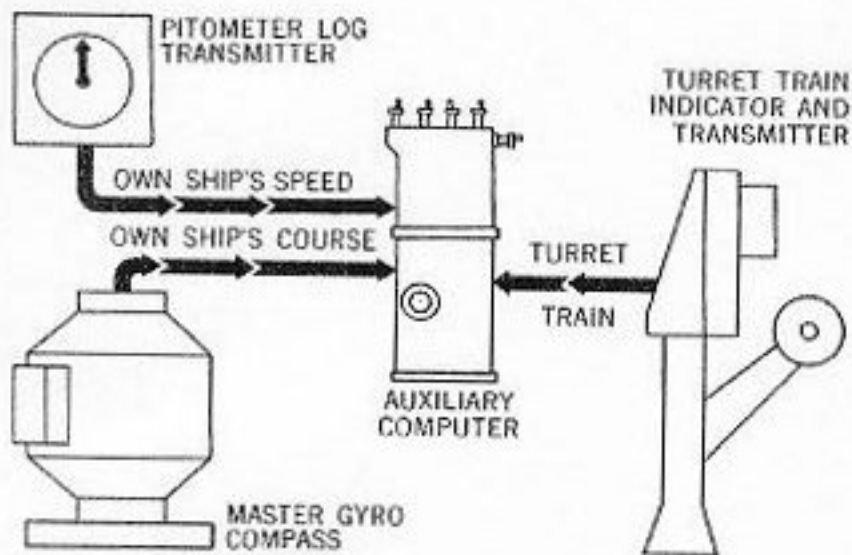 PITOMETER LOG
TRANSMITTER
TURRET TRAIN
INDICATOR AND
TRANSMITTER
OWN SHIP'S SPEED
OWN SHIP'S COURSE
TURRET
TRAIN
AUXILIARY
COMPUTER
MASTER GYRO
COMPASS